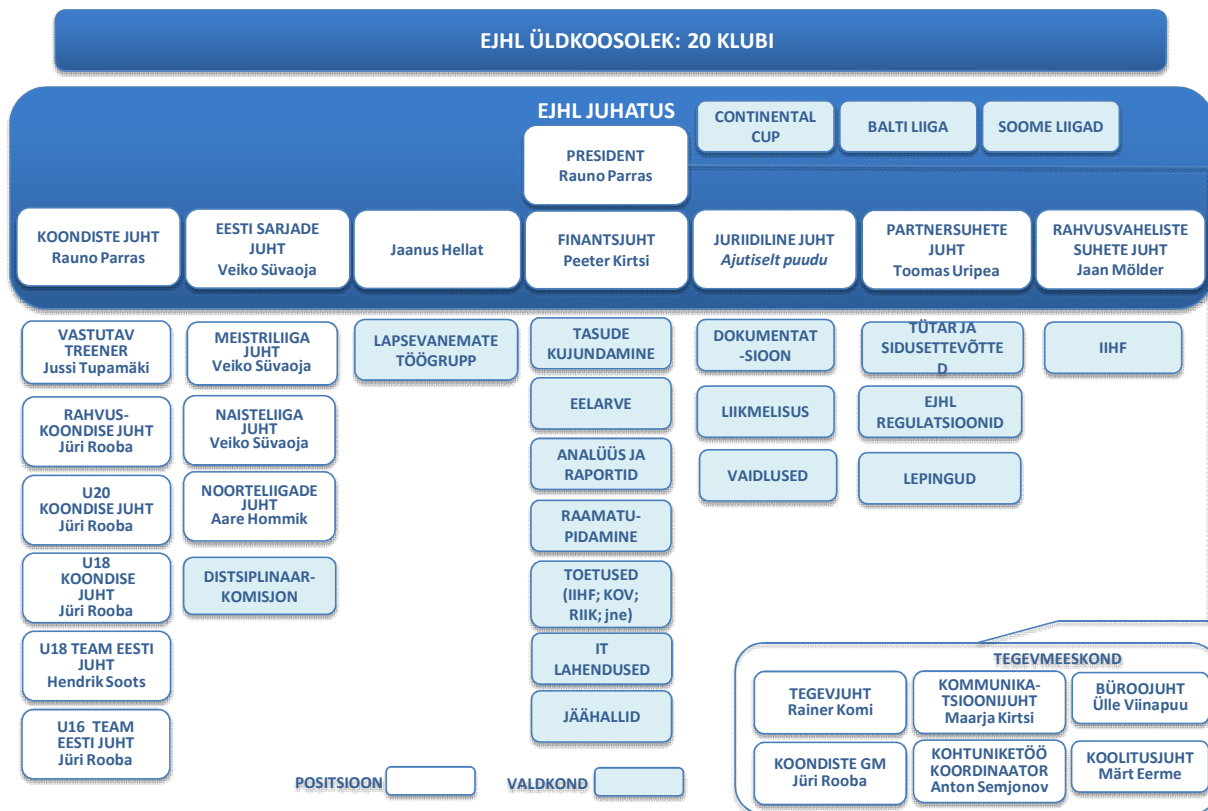 EJHL ÜLDKOOSOLEK: 20 KLUBI
EJHL JUHATUS
CONTINENTAL
CUP
BALTI LIIGA
SOOME LIIGAD
PRESIDENT
Rauno Parras
KOONDISTE JUHT
Rauno Parras
EESTI SARJADE
JUHT
Veiko Süvaoja
Jaanus Hellat
FINANTSJUHT
Peeter Kirtsi
JURIIDILINE JUHT
Ajutiselt puudu
PARTNERSUHETE
JUHT
Toomas Uripea
RAHVUSVAHELISTE
SUHETE JUHT
Jaan Mölder
VASTUTAV
TREENER
Jussi Tupamäki
RAHVUS-
KOONDISE JUHT
Jüri Rooba
U20
KOONDISE JUHT
Jüri Rooba
U18
KOONDISE
JUHT
Jüri Rooba
U18 TEAM EESTI
JUHT
Hendrik Soots
U16 TEAM
EESTI JUHT
Jüri Rooba
MEISTRILIIGA
JUHT
Veiko Süvaoja
NAISTELIIGA
JUHT
Veiko Süvaoja
NOORTELIIGADE
JUHT
Aare Hommik
DISTSIPLINAAR-
KOMISJON
LAPSEVANEMATE
TÖÖGRUPP
TASUDE
KUJUNDAMINE
EELARVE
ANALÜÜS JA
RAPORTID
RAAMATU-
PIDAMINE
TOETUSED
(IIHF; KOV;
RIIK; jne)
IT
LAHENDUSED
JÄÄHALLID
DOKUMENTAT
-SIOON
LIIKMELISUS
VAIDLUSED
TÜTAR JA
SIDUSETTEVÕTTE
D
EJHL
REGULATSIOONID
LEPINGUD
IIHF
TEGEVMEESKOND
TEGEVJUHT
Rainer Komi
KOMMUNIKA-
TSIOONIJUHT
Maarja Kirtsi
BÜROOJUHT
Ülle Viinapuu
KOONDISTE GM
Jüri Rooba
KOHTUNIKETÖÖ
KOORDINAATOR
Anton Semjonov
KOOLITUSJUHT
Märt Eerme
POSITSIOON
VALDKOND